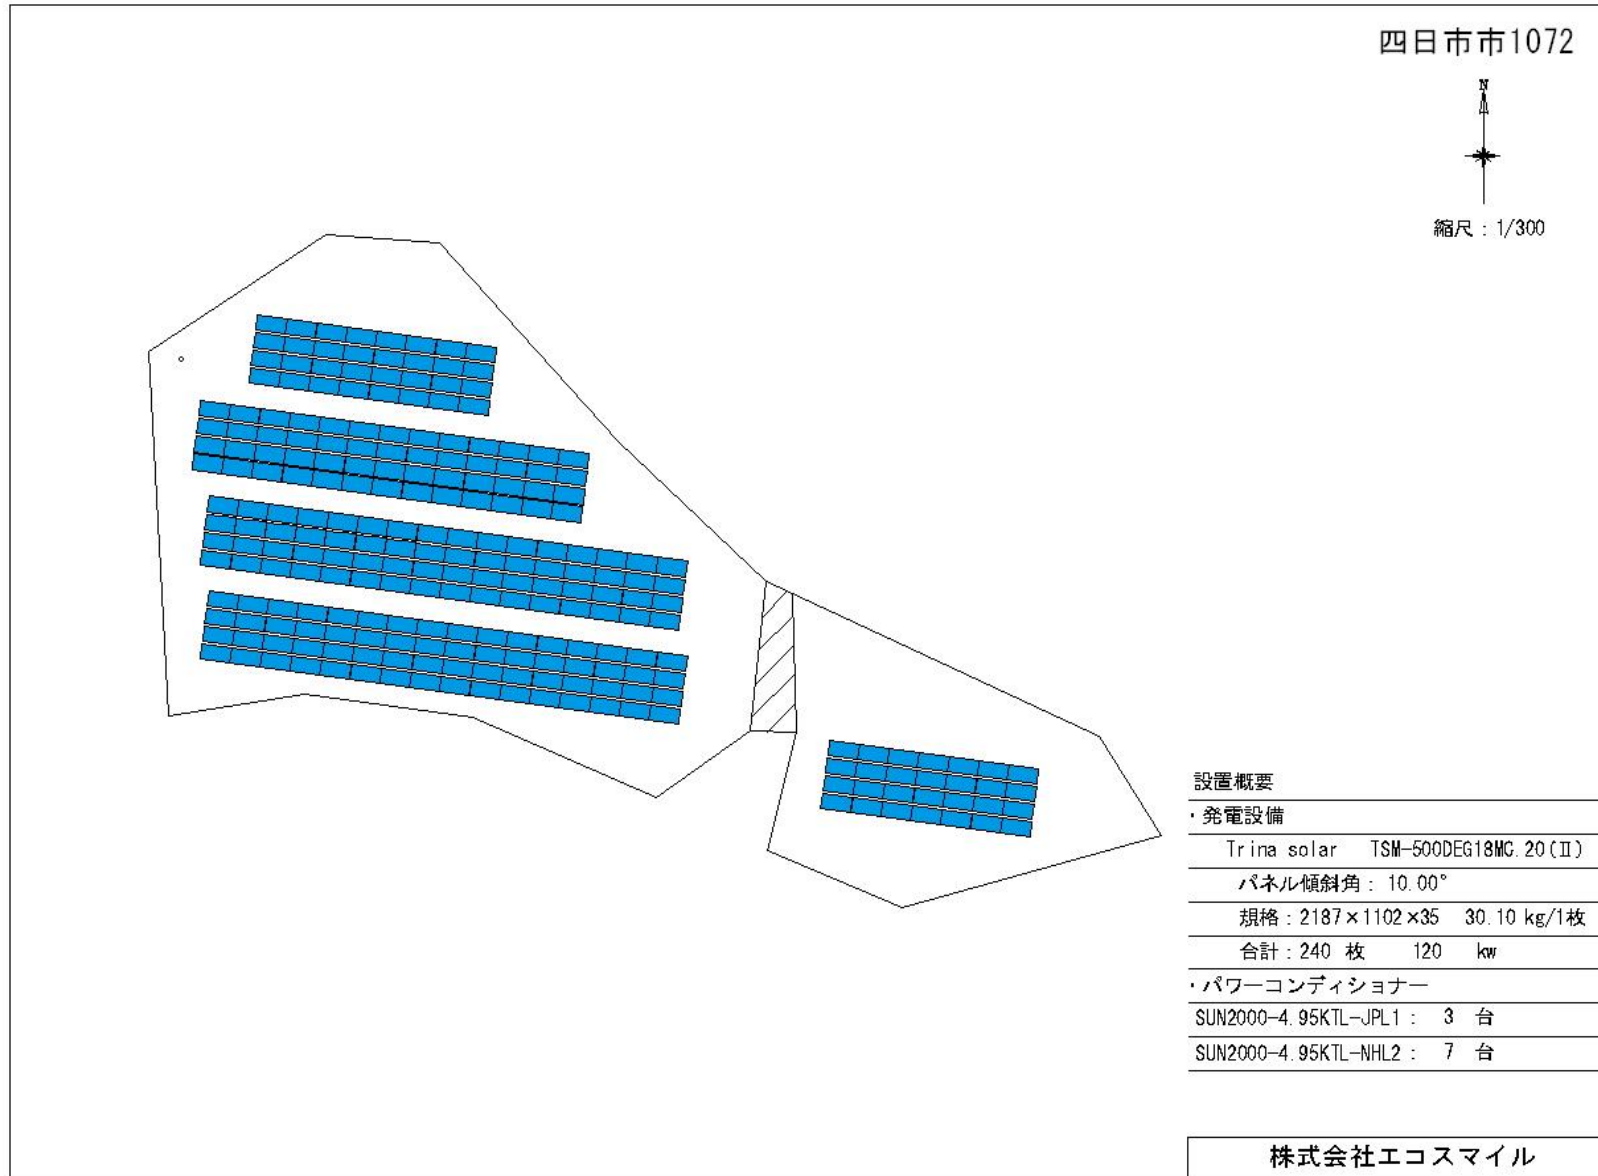 四日市市1072
N
縮尺：1/300
設置概要
・発電設備
Trina solar TSM-500DEG18MC.20(Ⅱ)
パネル傾斜角：10.00°
規格：2187×1102×35 30.10 kg/1枚
合計：240 枚 120 kw
・パワーコンディショナー
SUN2000-4.95KTL-JPL1： 3 台
SUN2000-4.95KTL-NHL2： 7 台
株式会社エコスマイル